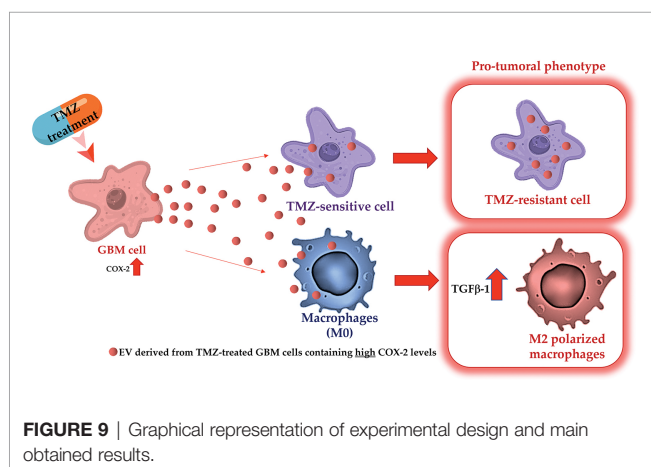 Pro-tumoral phenotype
TMZ
treatment
TMZ-sensitive cell
TMZ-resistant cell
GBM cell
COX-2
Macrophages
(M0)
TGFβ-1
M2 polarized
macrophages
EV derived from TMZ-treated GBM cells containing high COX-2 levels
FIGURE 9 | Graphical representation of experimental design and main
obtained results.